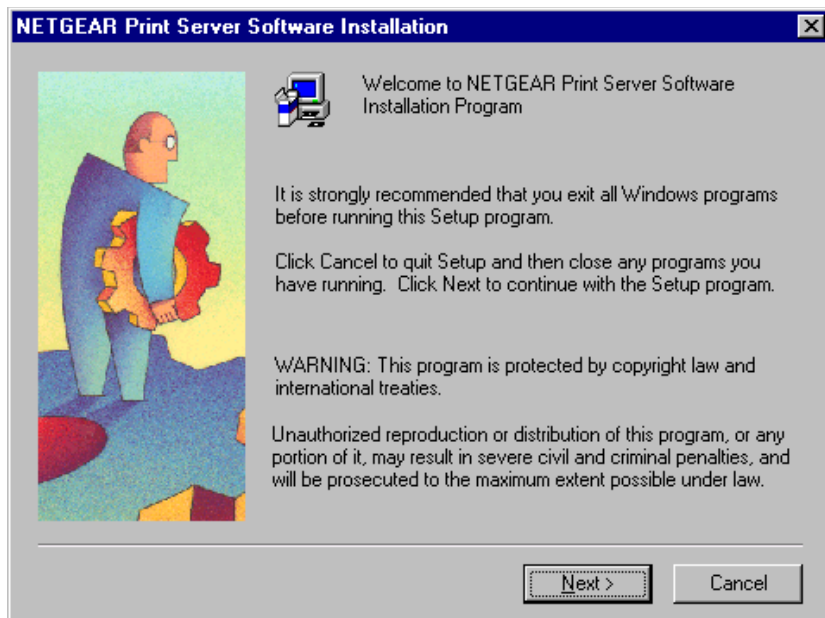 NETGEAR Print Server Software Installation
Welcome to NETGEAR Print Server Software
Installation Program
It is strongly recommended that you exit all Windows programs
before running this Setup program.
Click Cancel to quit Setup and then close any programs you
have running.  Click Next to continue with the Setup program.
WARNING: This program is protected by copyright law and
international treaties.
Unauthorized reproduction or distribution of this program, or any
portion of it, may result in severe civil and criminal penalties, and
will be prosecuted to the maximum extent possible under law.
Next >
Cancel